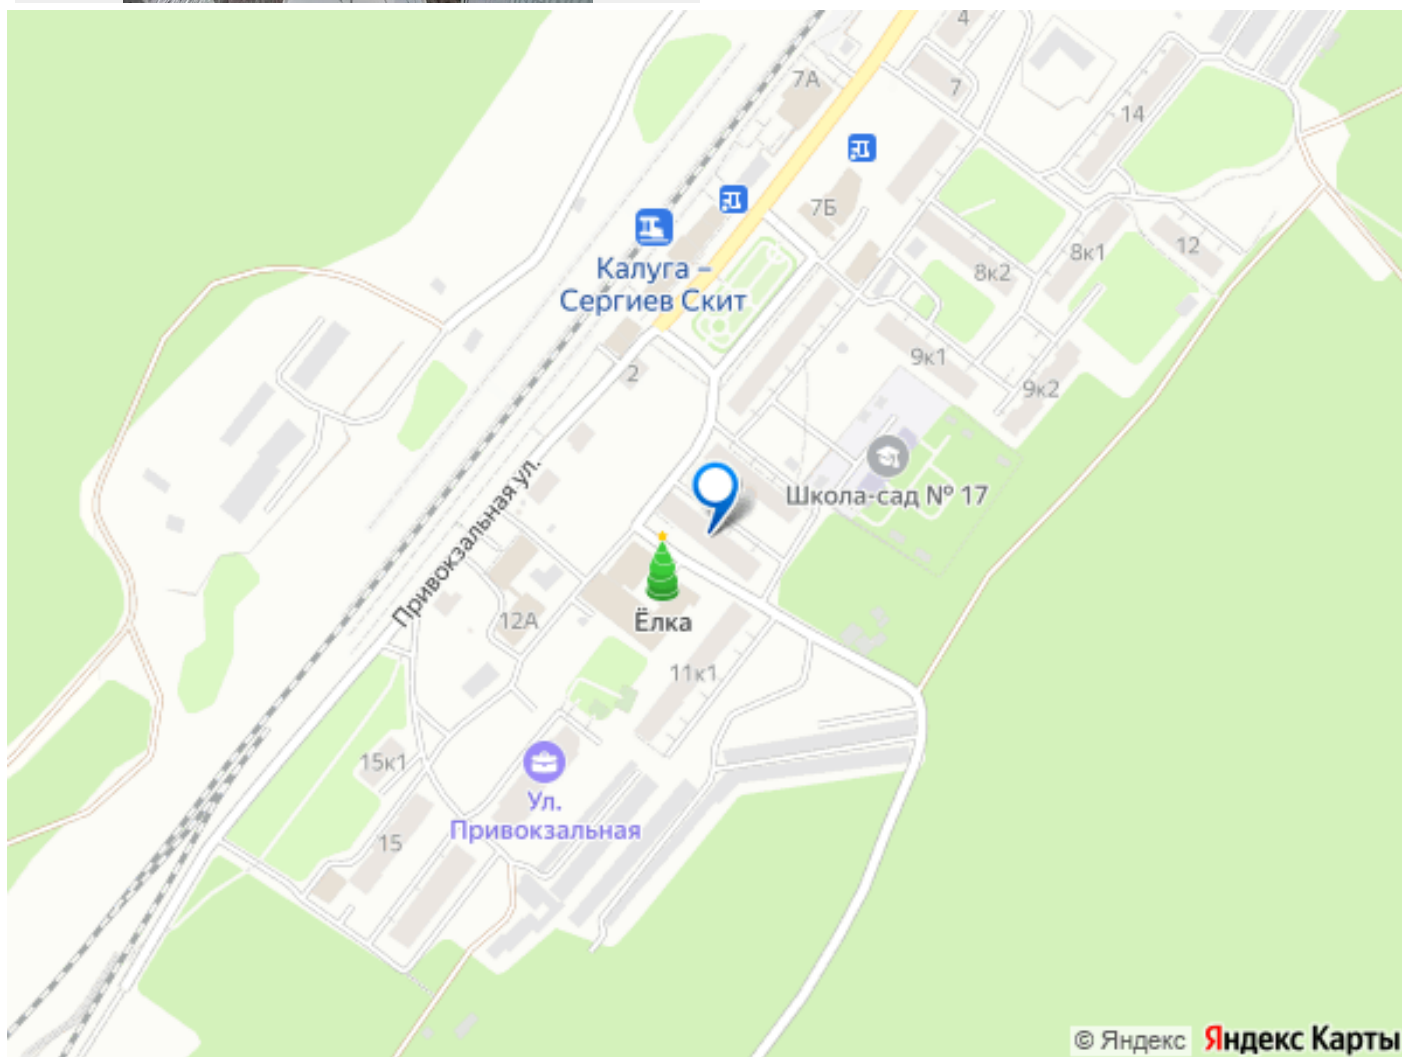 4
7А
7
14
7Б
12
8к1
8к2
Калуга –
Сергиев Скит
9к1
2
9к2
Школа-сад № 17
Привокзальная ул.
12А
Ёлка
11к1
15к1
Ул.
Привокзальная
15
© Яндекс Яндекс Карты